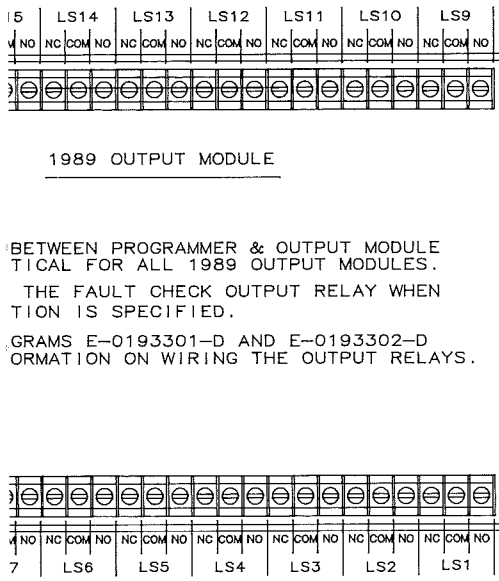 15 LS14 LS13 LS12 LS11 LS10 LS9
NO NC COM NO NC COM NO NC COM NO NC COM NO NC COM NO NC COM NO
1989 OUTPUT MODULE
BETWEEN PROGRAMMER & OUTPUT MODULE
TICAL FOR ALL 1989 OUTPUT MODULES.
THE FAULT CHECK OUTPUT RELAY WHEN
TION IS SPECIFIED.
GRAMS E-0193301-D AND E-0193302-D
ORMATION ON WIRING THE OUTPUT RELAYS.
NO NC COM NO NC COM NO NC COM NO NC COM NO NC COM NO NC COM NO
7 LS6 LS5 LS4 LS3 LS2 LS1